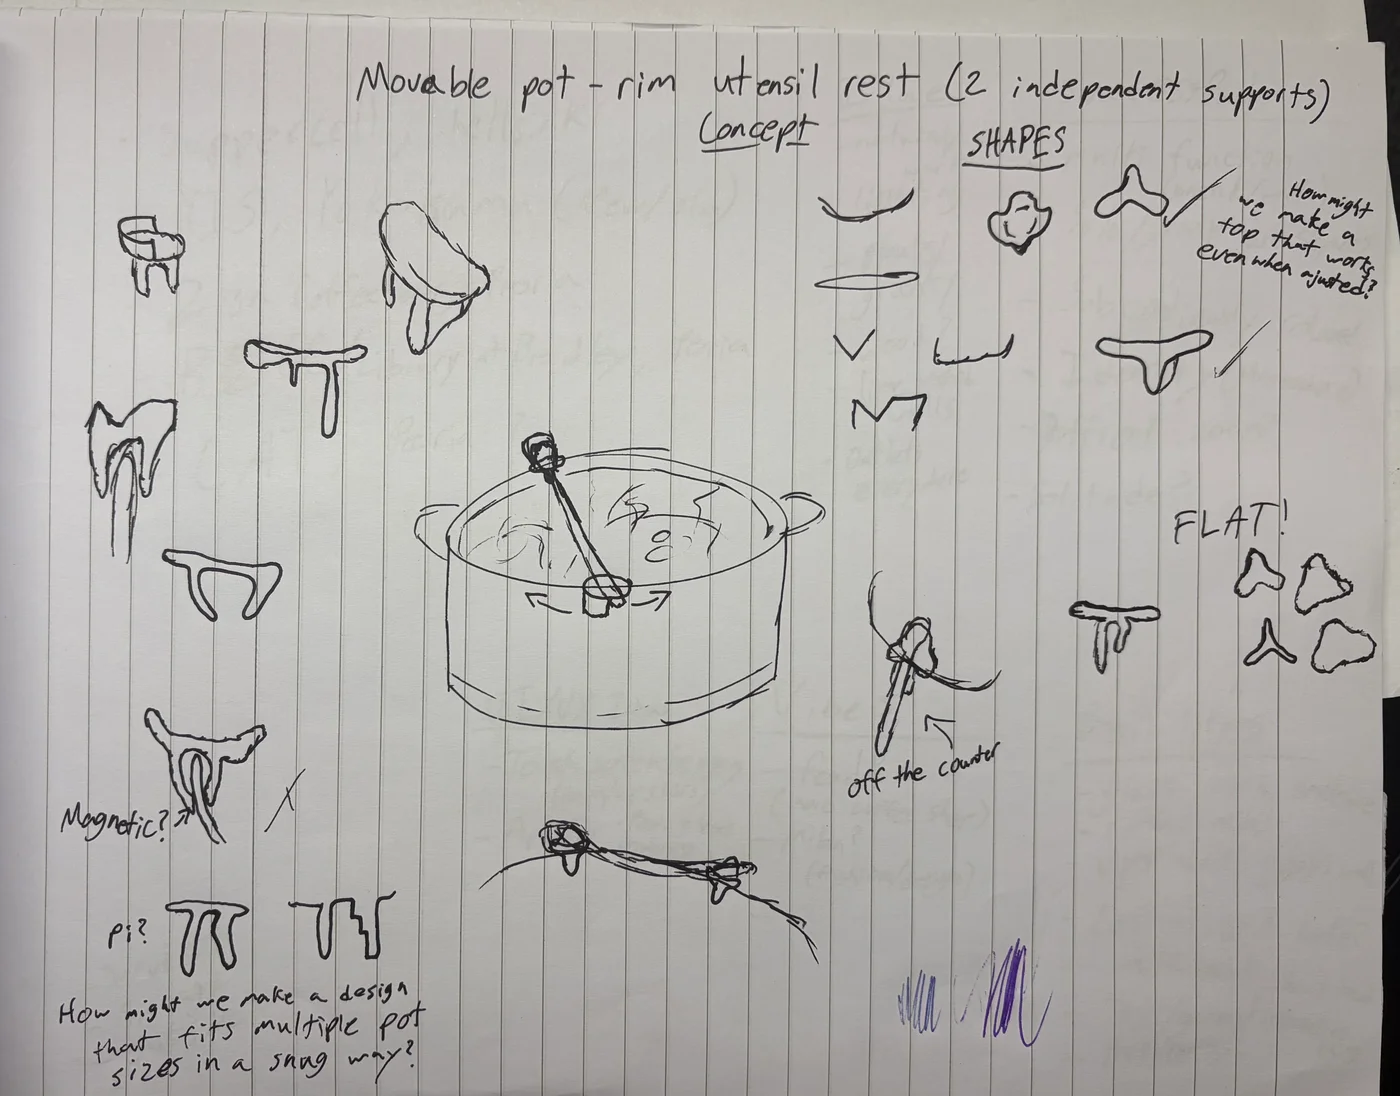 Movable pot-rim utensil rest (2 independent supports)
Concept
SHAPES
How might
we make a
top that works
even when ajusted?
FLAT!
off the counter
Magnetic?
Pi?
How might we make a design
that fits multiple pot
sizes in a snug way?